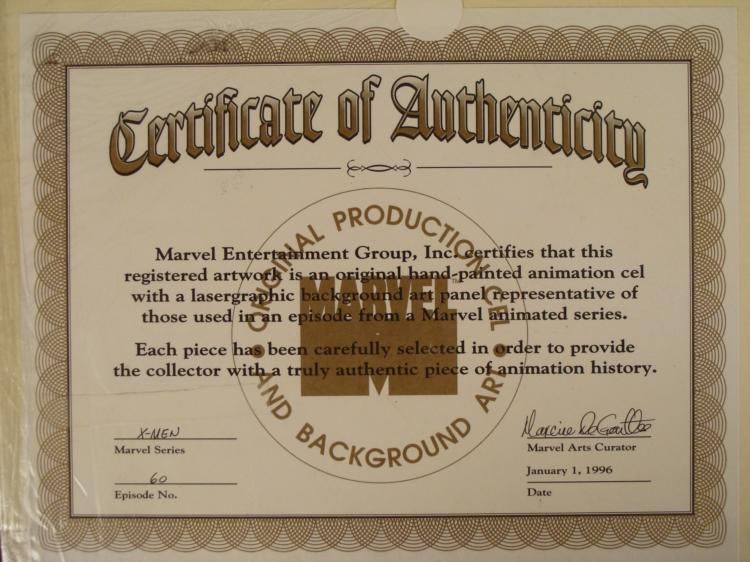 Certificate of Authenticity
ORIGINAL PRODUCTION CEL
AND BACKGROUND ART
MARVEL™
M
Marvel Entertainment Group, Inc. certifies that this
registered artwork is an original hand-painted animation cel
with a lasergraphic background art panel representative of
those used in an episode from a Marvel animated series.
Each piece has been carefully selected in order to provide
the collector with a truly authentic piece of animation history.
X-MEN
Marvel Series
60
Episode No.
Marvel Arts Curator
January 1, 1996
Date